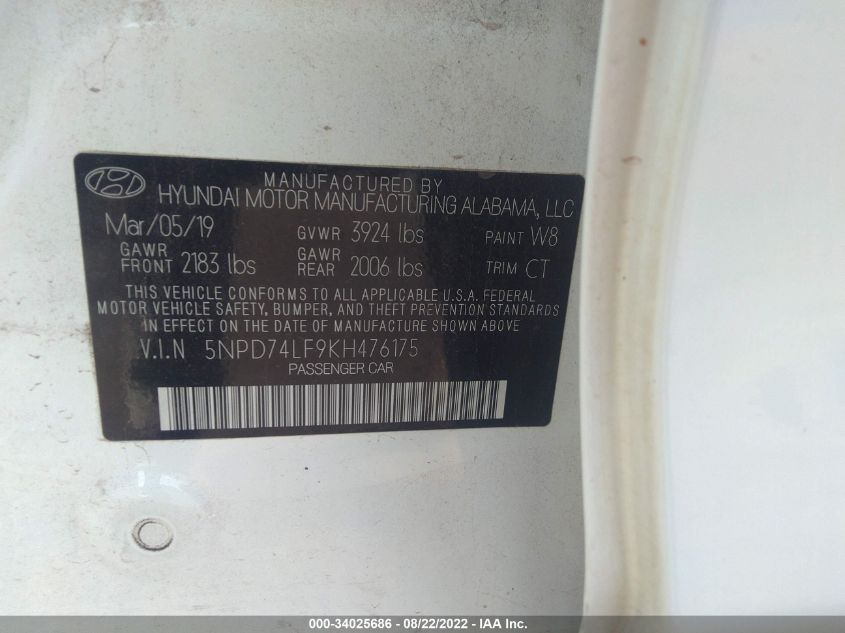 MANUFACTURED BY
HYUNDAI MOTOR MANUFACTURING ALABAMA, LLC
Mar/05/19 GVWR 3924 lbs PAINT W8
GAWR FRONT 2183 lbs GAWR REAR 2006 lbs TRIM CT
THIS VEHICLE CONFORMS TO ALL APPLICABLE U.S.A. FEDERAL
MOTOR VEHICLE SAFETY, BUMPER, AND THEFT PREVENTION STANDARDS
IN EFFECT ON THE DATE OF MANUFACTURE SHOWN ABOVE.
V.I.N 5NPD74LF9KH476175
PASSENGER CAR
000-34025686 - 08/22/2022 - IAA Inc.